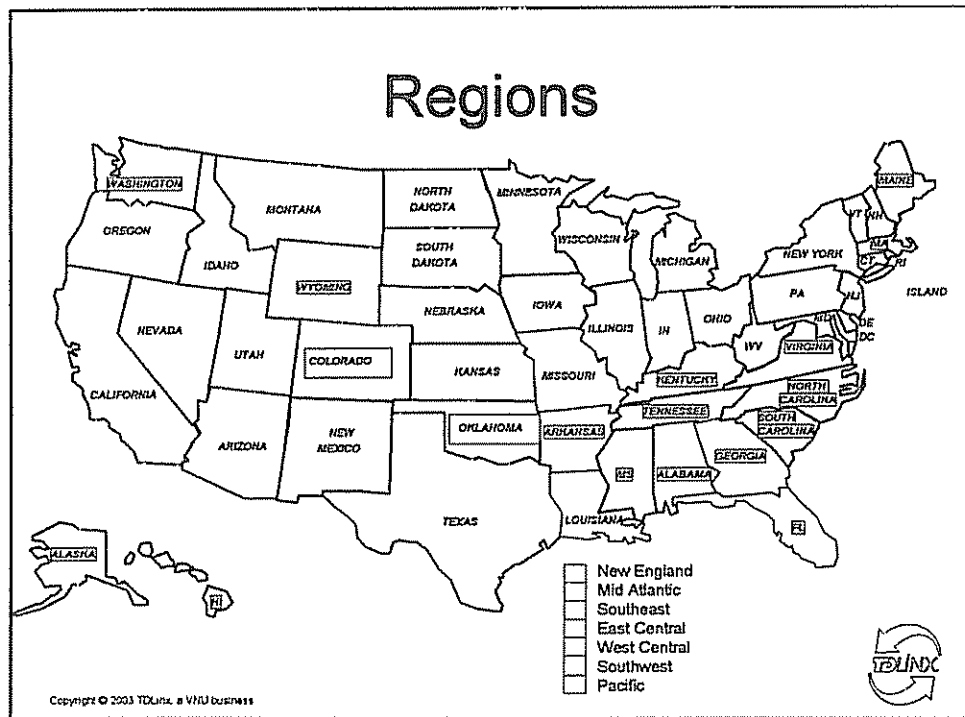 Regions
WASHINGTON
MONTANA
NORTH
DAKOTA
MINNESOTA
MAINE
VT
NH
OREGON
IDAHO
SOUTH
DAKOTA
WISCONSIN
MICHIGAN
NEW YORK
MA
CT
RI
WYOMING
ISLAND
NEVADA
UTAH
NEBRASKA
IOWA
ILLINOIS
IN
OHIO
PA
NJ
MD
DE
DC
CALIFORNIA
COLORADO
KANSAS
MISSOURI
WV
VIRGINIA
KENTUCKY
ARIZONA
NEW
MEXICO
OKLAHOMA
ARKANSAS
TENNESSEE
NORTH
CAROLINA
SOUTH
CAROLINA
TEXAS
LOUISIANA
MS
ALABAMA
GEORGIA
FL
ALASKA
HI
New England
Mid Atlantic
Southeast
East Central
West Central
Southwest
Pacific
TDLINX
Copyright © 2003 TDLinx, a VNU business